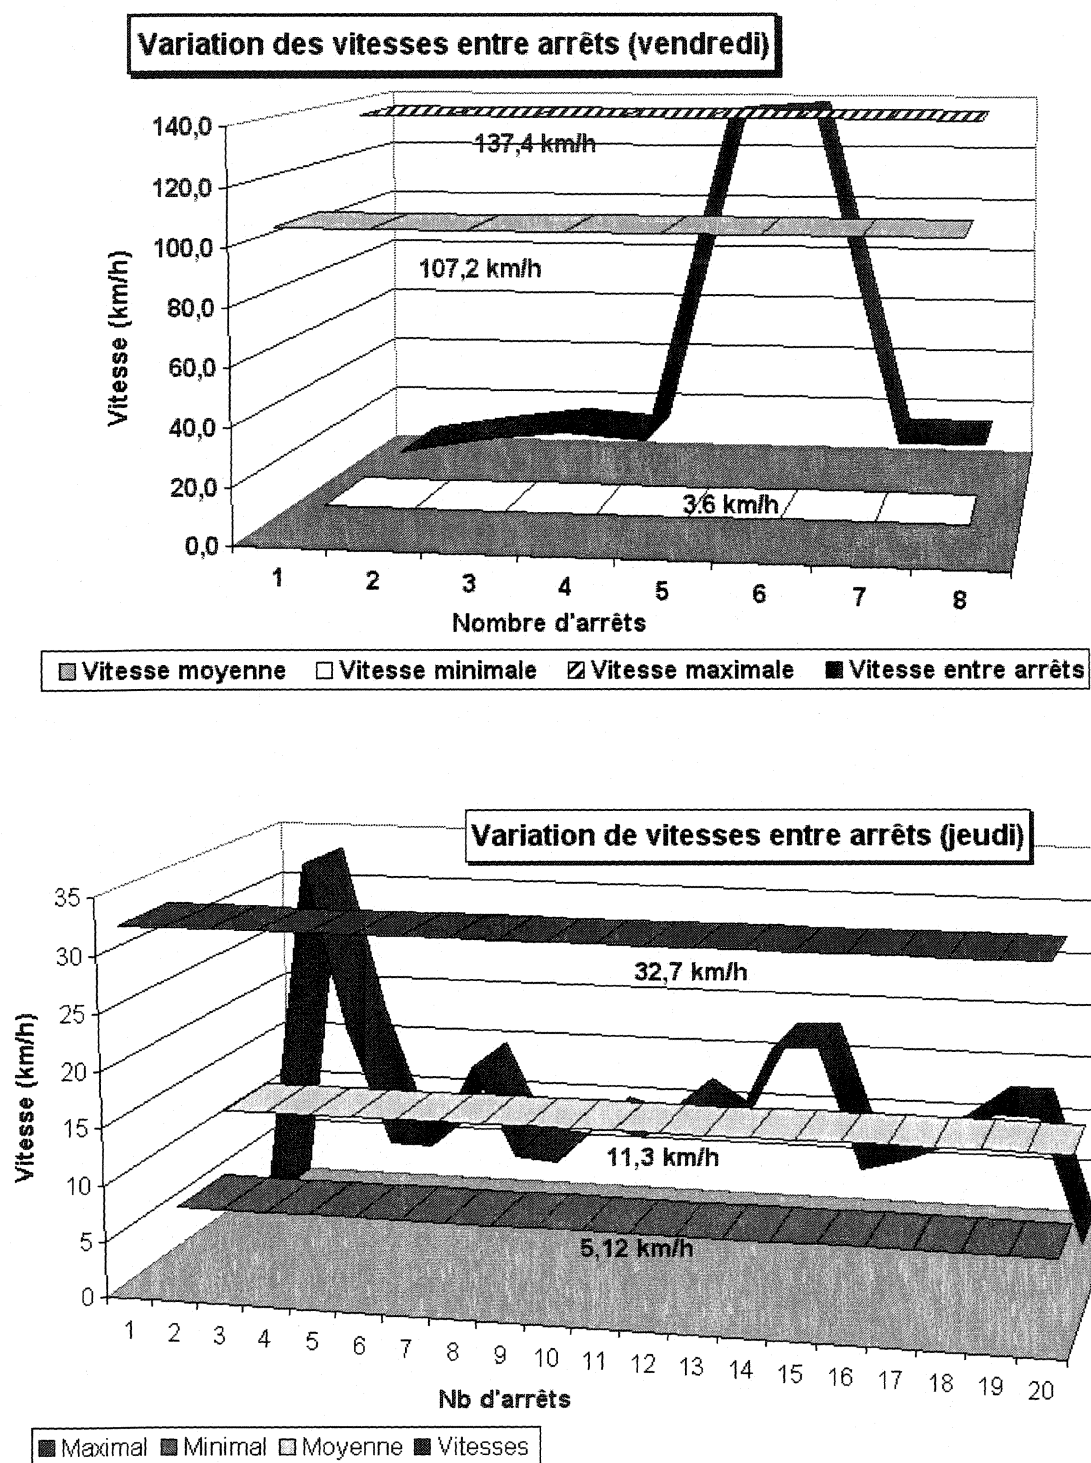 Variation des vitesses entre arrêts (vendredi)
140,0
137,4 km/h
120,0
100,0
107,2 km/h
80,0
60,0
40,0
20,0
3.6 km/h
0,0
Vitesse (km/h)
1 2 3 4 5 6 7 8
Nombre d'arrêts
Vitesse moyenne Vitesse minimale Vitesse maximale Vitesse entre arrêts
Variation de vitesses entre arrêts (jeudi)
35
30
32,7 km/h
25
20
15
11,3 km/h
10
5
5,12 km/h
0
Vitesse (km/h)
1 2 3 4 5 6 7 8 9 10 11 12 13 14 15 16 17 18 19 20
Nb d'arrêts
Maximal Minimal Moyenne Vitesses